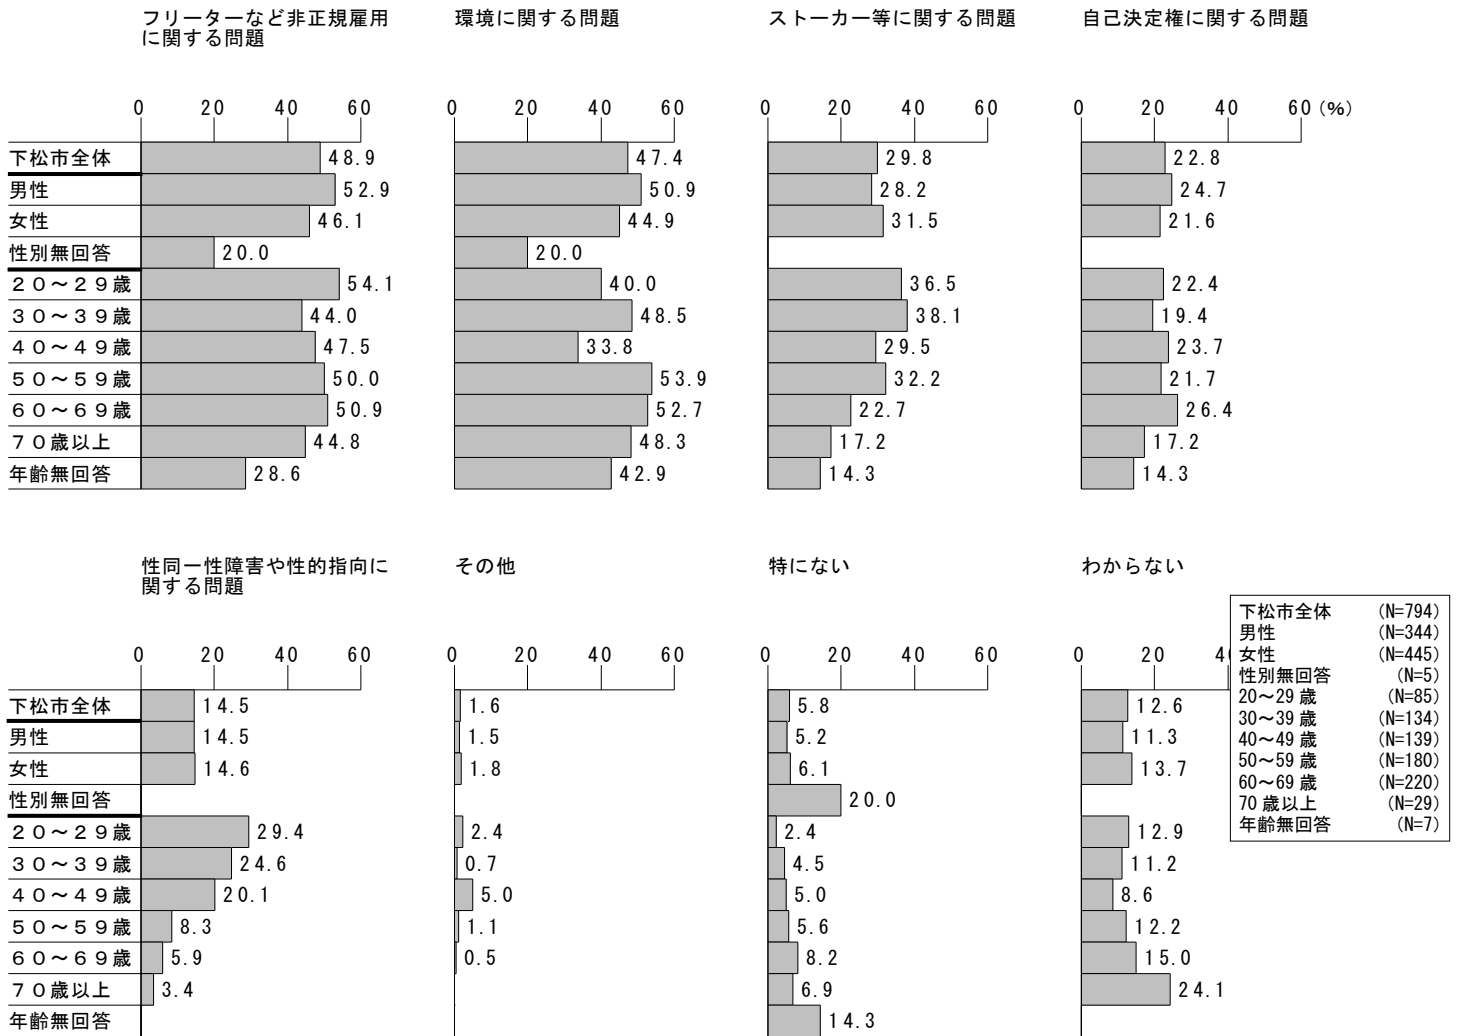 フリーターなど非正規雇用
に関する問題
環境に関する問題
ストーカー等に関する問題
自己決定権に関する問題
0 20 40 60 0 20 40 60 0 20 40 60 0 20 40 60 (%)
下松市全体 48.9 47.4 29.8 22.8
男性 52.9 50.9 28.2 24.7
女性 46.1 44.9 31.5 21.6
性別無回答 20.0 20.0
20～29歳 54.1 40.0 36.5 22.4
30～39歳 44.0 48.5 38.1 19.4
40～49歳 47.5 33.8 29.5 23.7
50～59歳 50.0 53.9 32.2 21.7
60～69歳 50.9 52.7 22.7 26.4
70歳以上 44.8 48.3 17.2 17.2
年齢無回答 28.6 42.9 14.3 14.3
性同一性障害や性的指向に
関する問題
その他
特にない
わからない
0 20 40 60 0 20 40 60 0 20 40 60 0 20
下松市全体 14.5 1.6 5.8 12.6
男性 14.5 1.5 5.2 11.3
女性 14.6 1.8 6.1 13.7
性別無回答 20.0
20～29歳 29.4 2.4 2.4 12.9
30～39歳 24.6 0.7 4.5 11.2
40～49歳 20.1 5.0 5.0 8.6
50～59歳 8.3 1.1 5.6 12.2
60～69歳 5.9 0.5 8.2 15.0
70歳以上 3.4 6.9 24.1
年齢無回答 14.3
下松市全体 (N=794)
男性 (N=344)
女性 (N=445)
性別無回答 (N=5)
20～29 歳 (N=85)
30～39 歳 (N=134)
40～49 歳 (N=139)
50～59 歳 (N=180)
60～69 歳 (N=220)
70 歳以上 (N=29)
年齢無回答 (N=7)